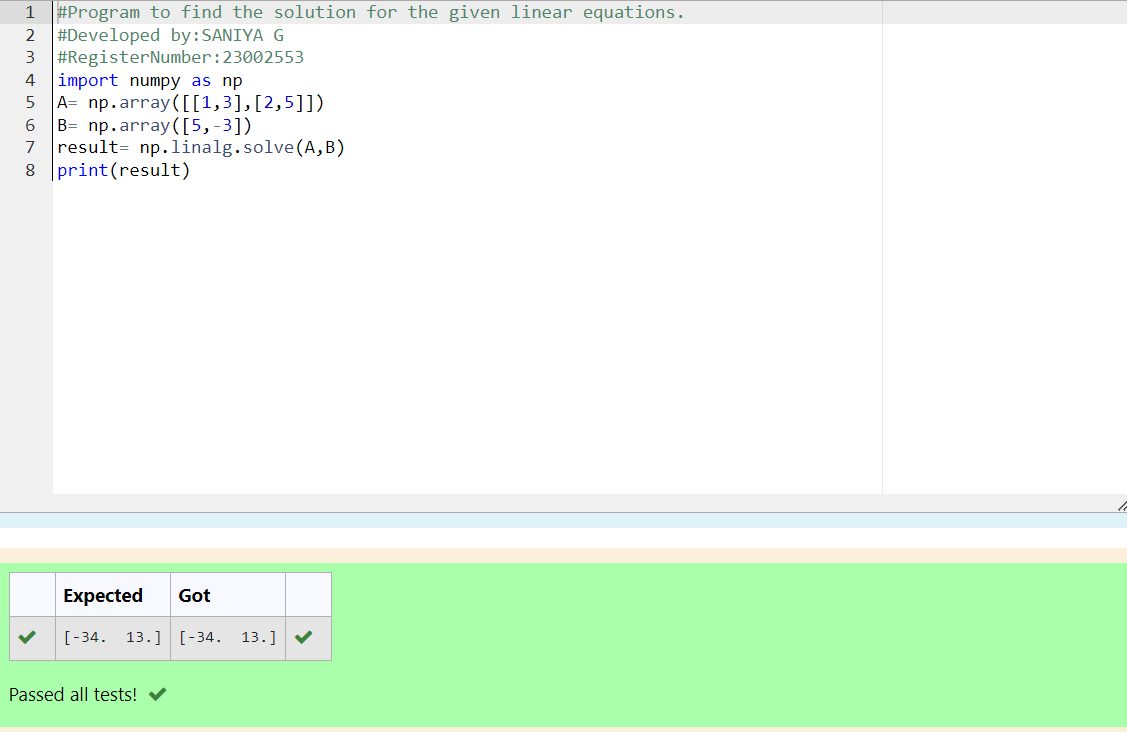 1 #Program to find the solution for the given linear equations.
2 #Developed by:SANIYA G
3 #RegisterNumber:23002553
4 import numpy as np
5 A= np.array([[1,3],[2,5]])
6 B= np.array([5,-3])
7 result= np.linalg.solve(A,B)
8 print(result)
Expected Got
[-34.  13.] [-34.  13.]
Passed all tests!